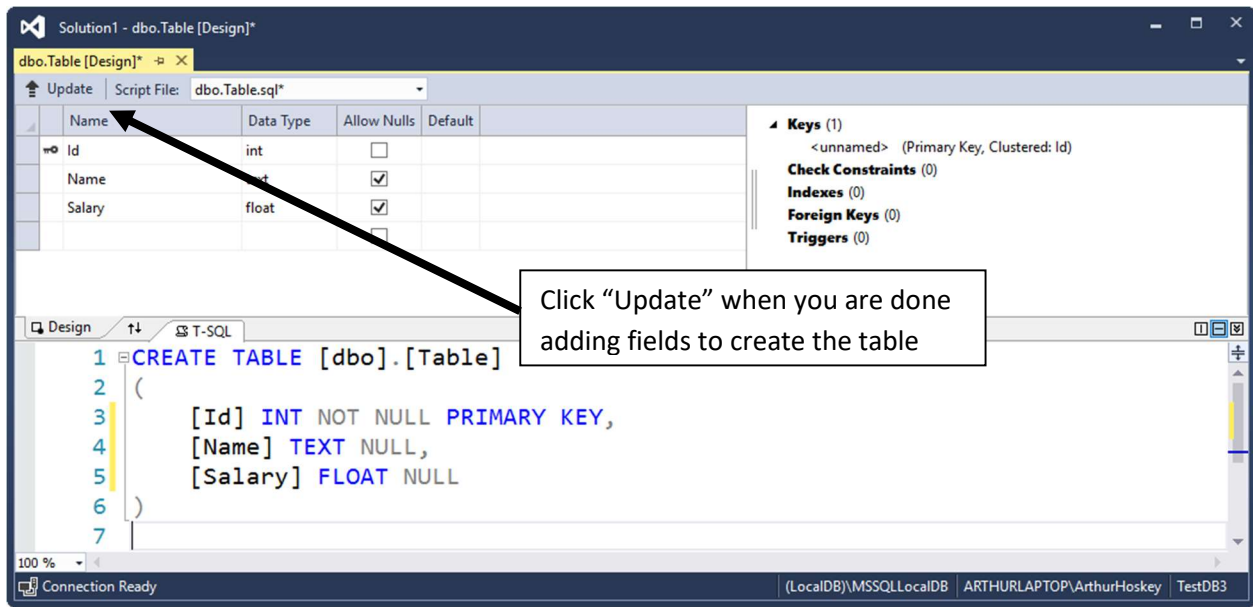 Solution1 - dbo.Table [Design]*
dbo.Table [Design]*
Update Script File: dbo.Table.sql*
Name Data Type Allow Nulls Default
Id int
Name
Salary float
Keys (1)
<unnamed> (Primary Key, Clustered: Id)
Check Constraints (0)
Indexes (0)
Foreign Keys (0)
Triggers (0)
Click “Update” when you are done
adding fields to create the table
Design T-SQL
1 CREATE TABLE [dbo].[Table]
2 (
3 [Id] INT NOT NULL PRIMARY KEY,
4 [Name] TEXT NULL,
5 [Salary] FLOAT NULL
6 )
7
100 %
Connection Ready (LocalDB)\MSSQLLocalDB ARTHURLAPTOP\ArthurHoskey TestDB3